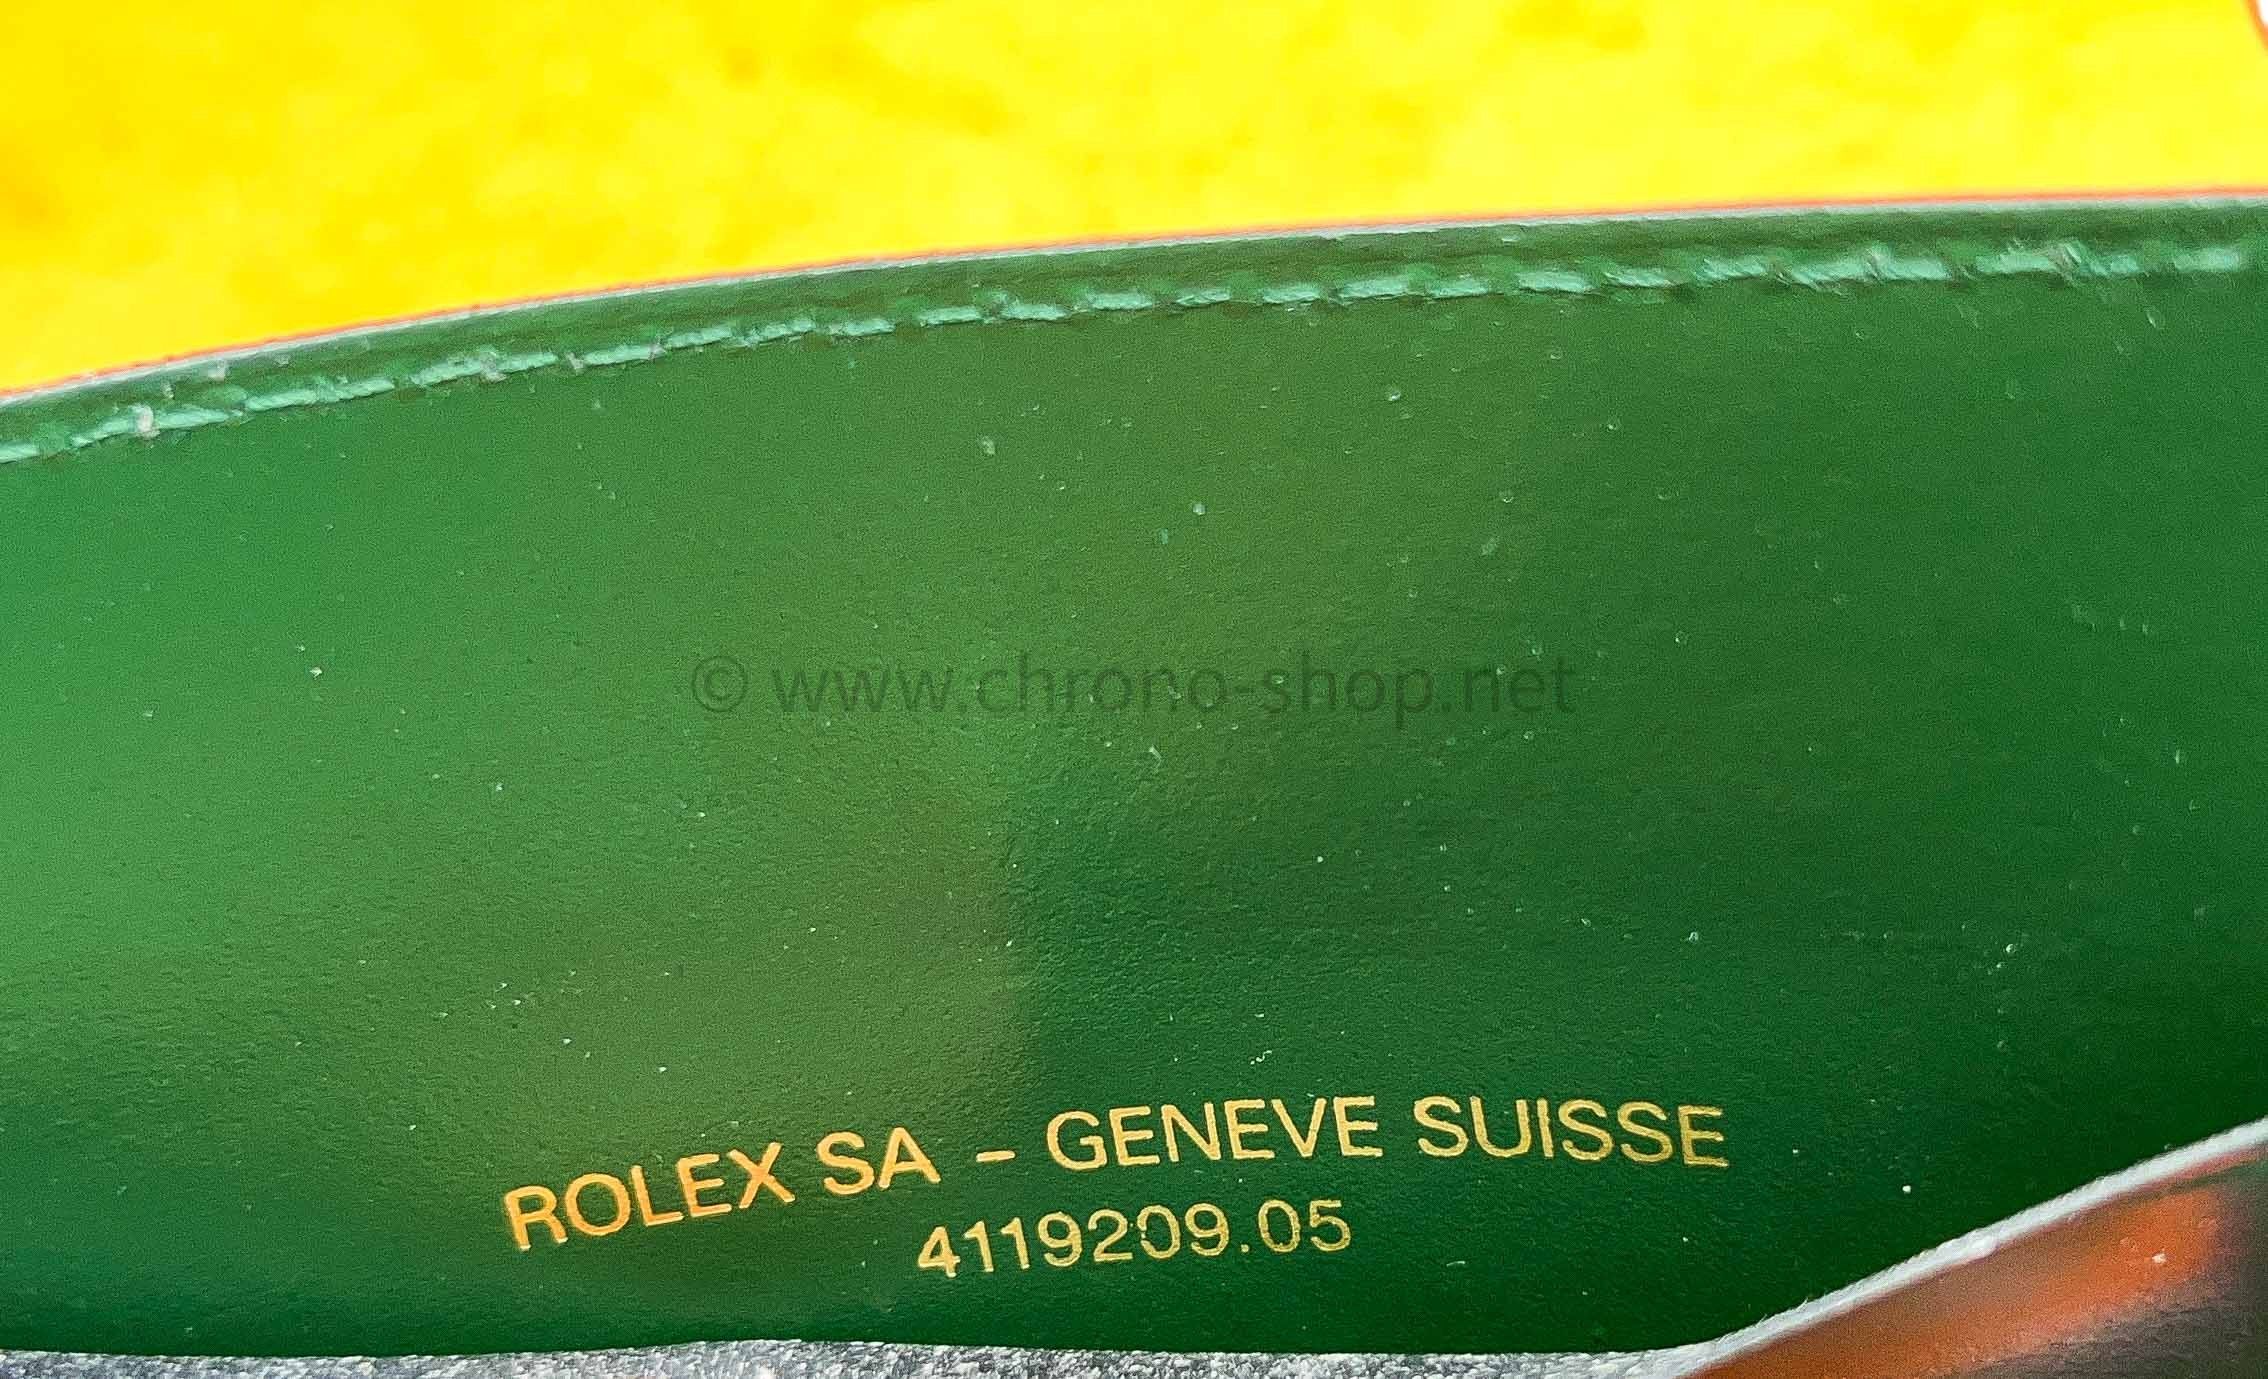 © www.chrono-shop.net
ROLEX SA – GENEVE SUISSE
4119209.05